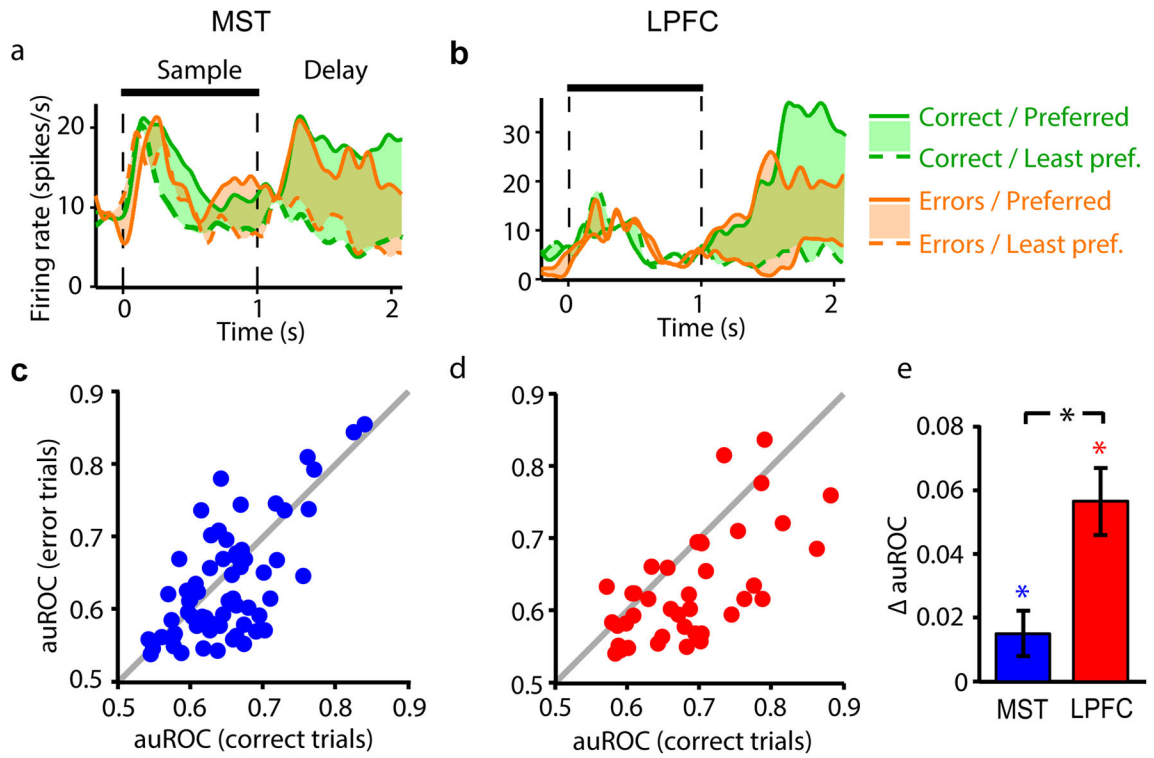 MST
LPFC
a
b
Sample
Delay
Firing rate (spikes/s)
20
10
0
0
1
2
Time (s)
30
20
10
0
0
1
2
Time (s)
Correct / Preferred
Correct / Least pref.
Errors / Preferred
Errors / Least pref.
c
d
e
auROC (error trials)
0.9
0.8
0.7
0.6
0.5
0.5
0.6
0.7
0.8
0.9
auROC (correct trials)
0.9
0.8
0.7
0.6
0.5
0.5
0.6
0.7
0.8
0.9
auROC (correct trials)
Δ auROC
0.08
0.06
0.04
0.02
0
*
*
*
MST
LPFC